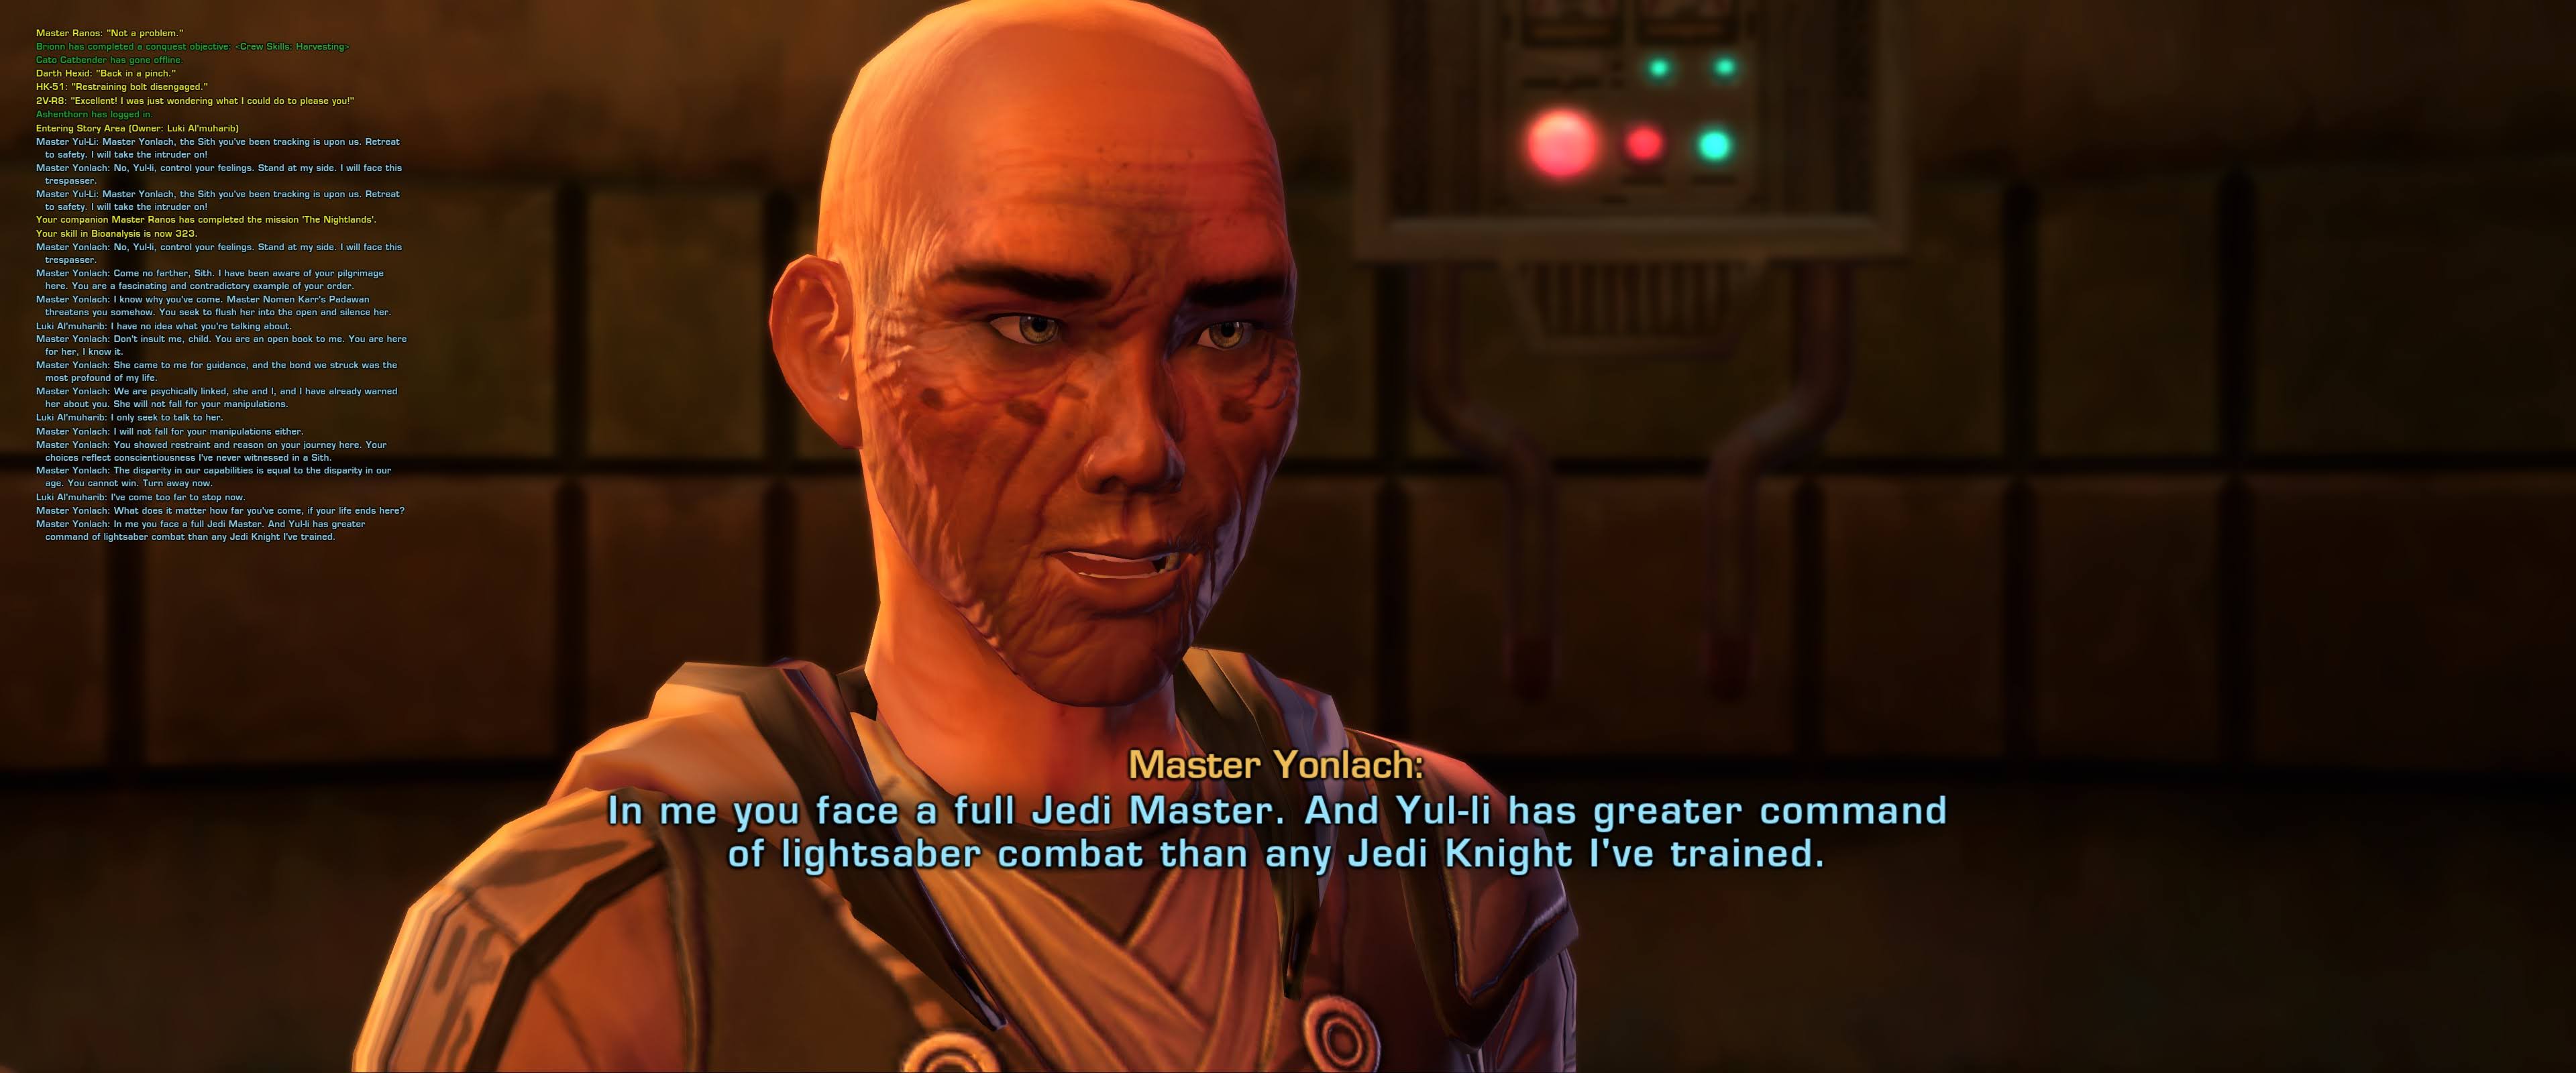 Master Ranos: "Not a problem."
Brionn has completed a conquest objective: <Crew Skills: Harvesting>
Cato Catbender has gone offline.
Darth Hexid: "Back in a pinch."
HK-51: "Restraining bolt disengaged."
2V-R8: "Excellent! I was just wondering what I could do to please you!"
Ashenthorn has logged in.
Entering Story Area (Owner: Luki Al'muharib)
Master Yul-Li: Master Yonlach, the Sith you've been tracking is upon us. Retreat
to safety. I will take the intruder on!
Master Yonlach: No, Yul-li, control your feelings. Stand at my side. I will face this
trespasser.
Master Yul-Li: Master Yonlach, the Sith you've been tracking is upon us. Retreat
to safety. I will take the intruder on!
Your companion Master Ranos has completed the mission 'The Nightlands'.
Your skill in Bioanalysis is now 323.
Master Yonlach: No, Yul-li, control your feelings. Stand at my side. I will face this
trespasser.
Master Yonlach: Come no farther, Sith. I have been aware of your pilgrimage
here. You are a fascinating and contradictory example of your order.
Master Yonlach: I know why you've come. Master Nomen Karr's Padawan
threatens you somehow. You seek to flush her into the open and silence her.
Luki Al'muharib: I have no idea what you're talking about.
Master Yonlach: Don't insult me, child. You are an open book to me. You are here
for her, I know it.
Master Yonlach: She came to me for guidance, and the bond we struck was the
most profound of my life.
Master Yonlach: We are psychically linked, she and I, and I have already warned
her about you. She will not fall for your manipulations.
Luki Al'muharib: I only seek to talk to her.
Master Yonlach: I will not fall for your manipulations either.
Master Yonlach: You showed restraint and reason on your journey here. Your
choices reflect conscientiousness I've never witnessed in a Sith.
Master Yonlach: The disparity in our capabilities is equal to the disparity in our
age. You cannot win. Turn away now.
Luki Al'muharib: I've come too far to stop now.
Master Yonlach: What does it matter how far you've come, if your life ends here?
Master Yonlach: In me you face a full Jedi Master. And Yul-li has greater
command of lightsaber combat than any Jedi Knight I've trained.
Master Yonlach:
In me you face a full Jedi Master. And Yul-li has greater command
of lightsaber combat than any Jedi Knight I've trained.